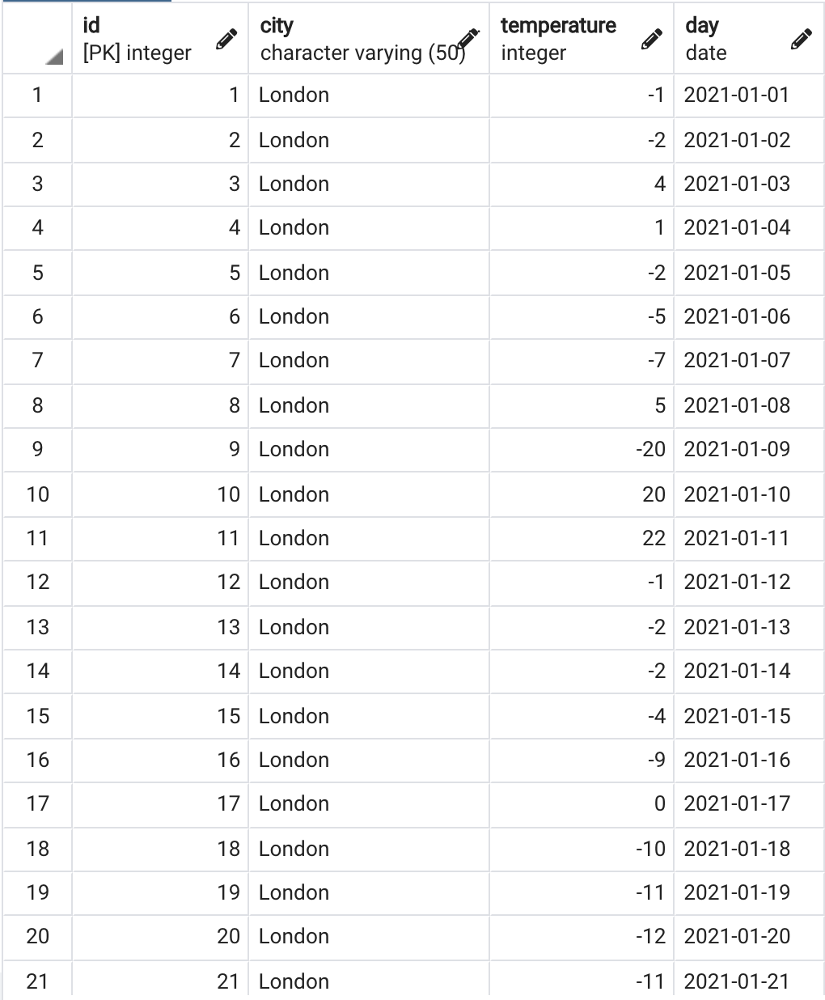 id city temperature day
[PK] integer character varying (50) integer date
1 1 London -1 2021-01-01
2 2 London -2 2021-01-02
3 3 London 4 2021-01-03
4 4 London 1 2021-01-04
5 5 London -2 2021-01-05
6 6 London -5 2021-01-06
7 7 London -7 2021-01-07
8 8 London 5 2021-01-08
9 9 London -20 2021-01-09
10 10 London 20 2021-01-10
11 11 London 22 2021-01-11
12 12 London -1 2021-01-12
13 13 London -2 2021-01-13
14 14 London -2 2021-01-14
15 15 London -4 2021-01-15
16 16 London -9 2021-01-16
17 17 London 0 2021-01-17
18 18 London -10 2021-01-18
19 19 London -11 2021-01-19
20 20 London -12 2021-01-20
21 21 London -11 2021-01-21